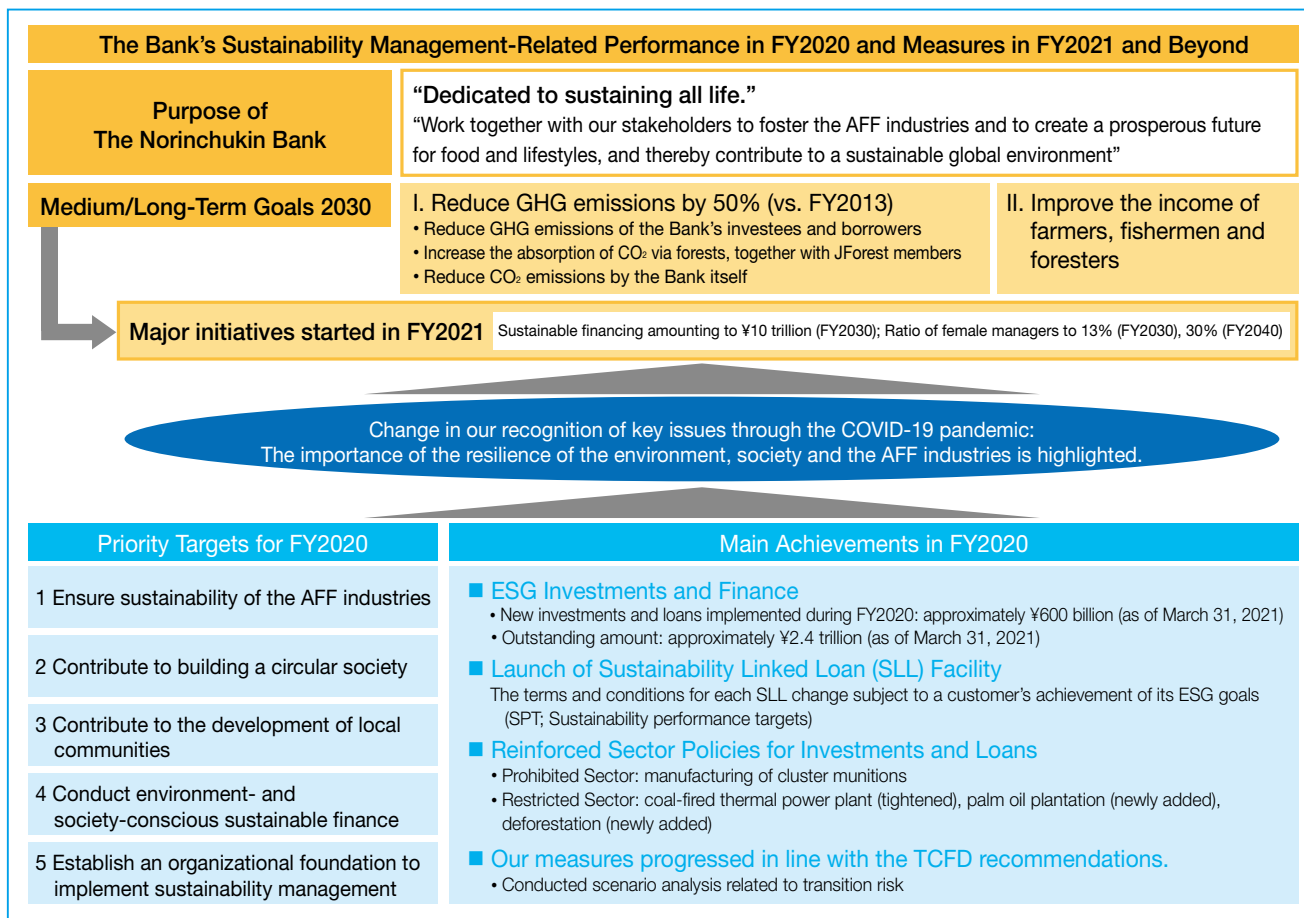 The Bank's Sustainability Management-Related Performance in FY2020 and Measures in FY2021 and Beyond
Purpose of
The Norinchukin Bank
“Dedicated to sustaining all life.”
“Work together with our stakeholders to foster the AFF industries and to create a prosperous future
for food and lifestyles, and thereby contribute to a sustainable global environment”
Medium/Long-Term Goals 2030
I. Reduce GHG emissions by 50% (vs. FY2013)
• Reduce GHG emissions of the Bank's investees and borrowers
• Increase the absorption of CO₂ via forests, together with JForest members
• Reduce CO₂ emissions by the Bank itself
II. Improve the income of
farmers, fishermen and
foresters
Major initiatives started in FY2021
Sustainable financing amounting to ¥10 trillion (FY2030); Ratio of female managers to 13% (FY2030), 30% (FY2040)
Change in our recognition of key issues through the COVID-19 pandemic:
The importance of the resilience of the environment, society and the AFF industries is highlighted.
Priority Targets for FY2020
1 Ensure sustainability of the AFF industries
2 Contribute to building a circular society
3 Contribute to the development of local
communities
4 Conduct environment- and
society-conscious sustainable finance
5 Establish an organizational foundation to
implement sustainability management
Main Achievements in FY2020
■ ESG Investments and Finance
• New investments and loans implemented during FY2020: approximately ¥600 billion (as of March 31, 2021)
• Outstanding amount: approximately ¥2.4 trillion (as of March 31, 2021)
■ Launch of Sustainability Linked Loan (SLL) Facility
The terms and conditions for each SLL change subject to a customer's achievement of its ESG goals
(SPT; Sustainability performance targets)
■ Reinforced Sector Policies for Investments and Loans
• Prohibited Sector: manufacturing of cluster munitions
• Restricted Sector: coal-fired thermal power plant (tightened), palm oil plantation (newly added),
deforestation (newly added)
■ Our measures progressed in line with the TCFD recommendations.
• Conducted scenario analysis related to transition risk